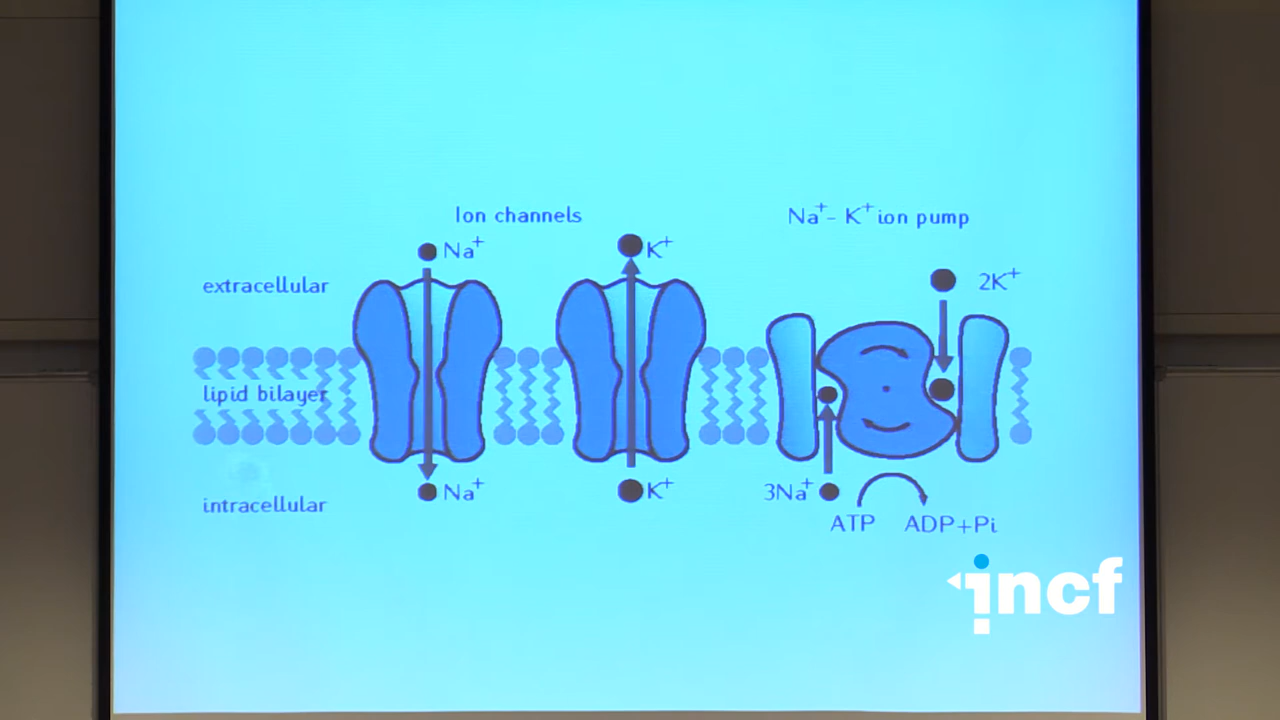 Ion channels
Na⁺- K⁺ ion pump
Na⁺
K⁺
extracellular
2K⁺
lipid bilayer
intracellular
Na⁺
K⁺
3Na⁺
ATP
ADP+Pi
incf